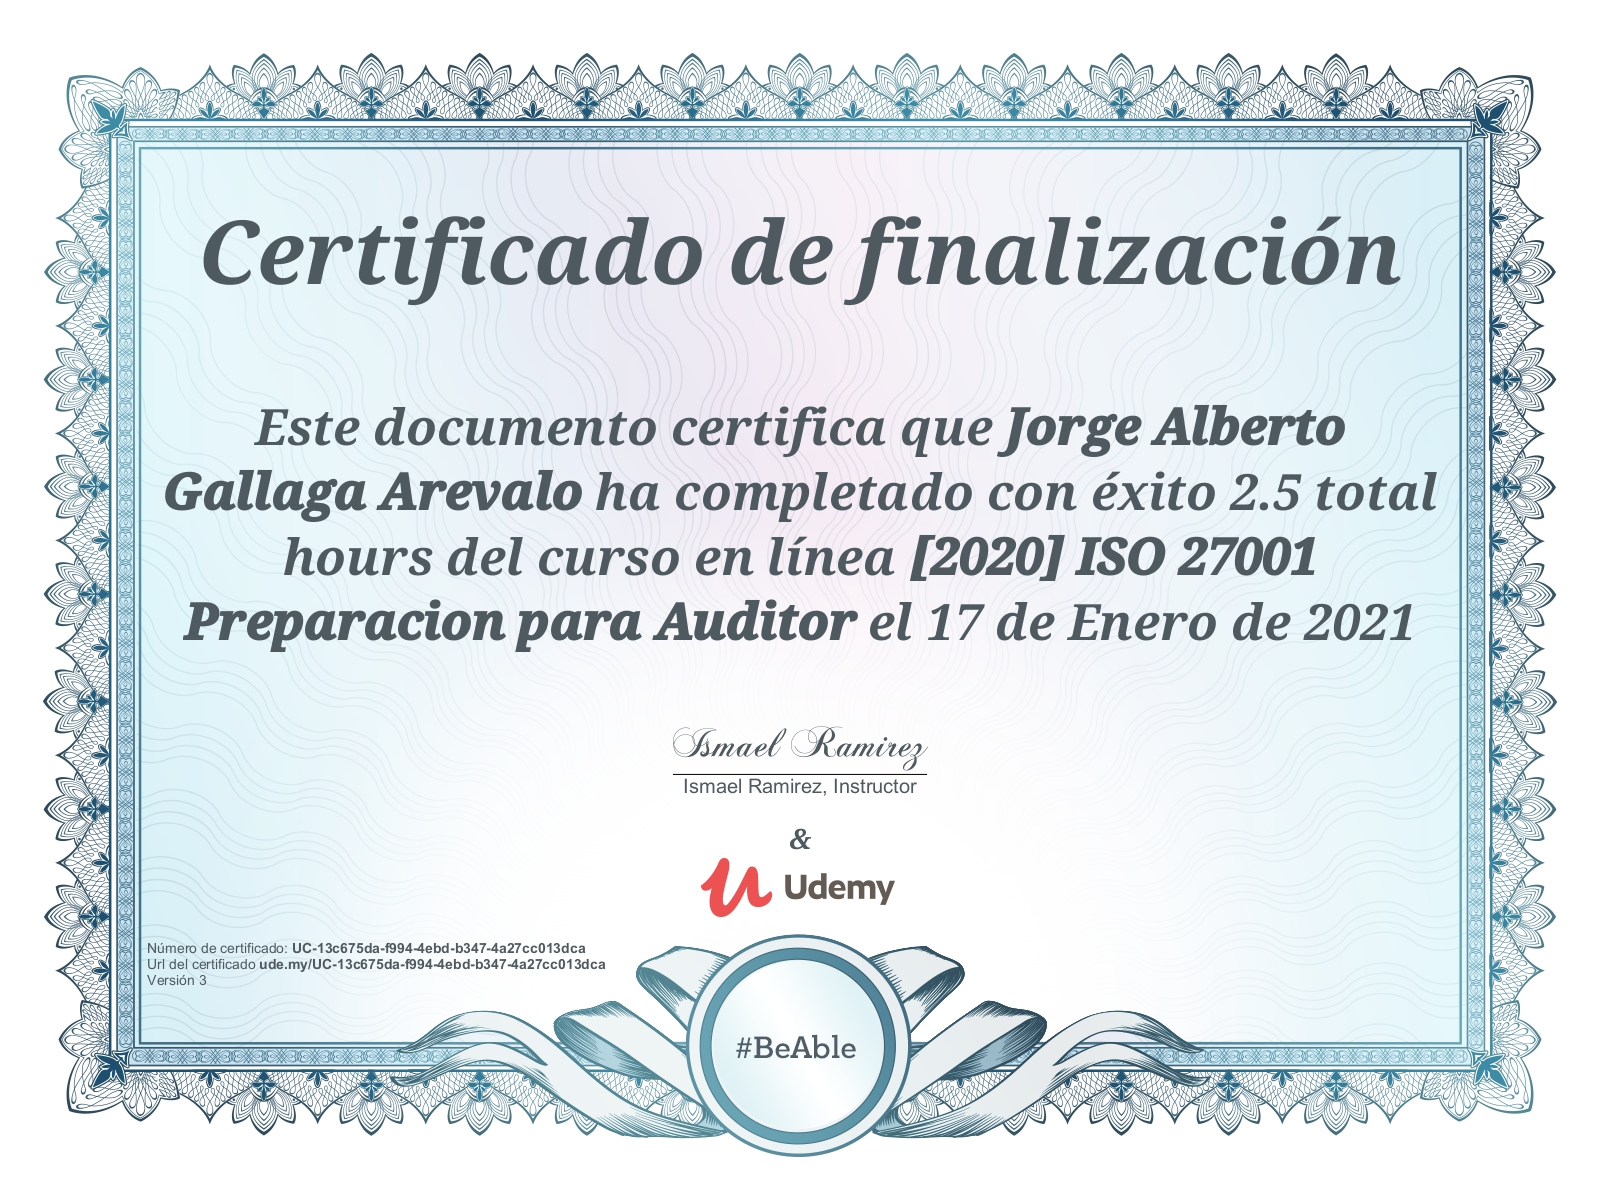 Certificado de finalización
Este documento certifica que Jorge Alberto
Gallaga Arevalo ha completado con éxito 2.5 total
hours del curso en línea [2020] ISO 27001
Preparacion para Auditor el 17 de Enero de 2021
Ismael Ramirez
Ismael Ramirez, Instructor
&
Udemy
Número de certificado: UC-13c675da-f994-4ebd-b347-4a27cc013dca
Url del certificado ude.my/UC-13c675da-f994-4ebd-b347-4a27cc013dca
Versión 3
#BeAble